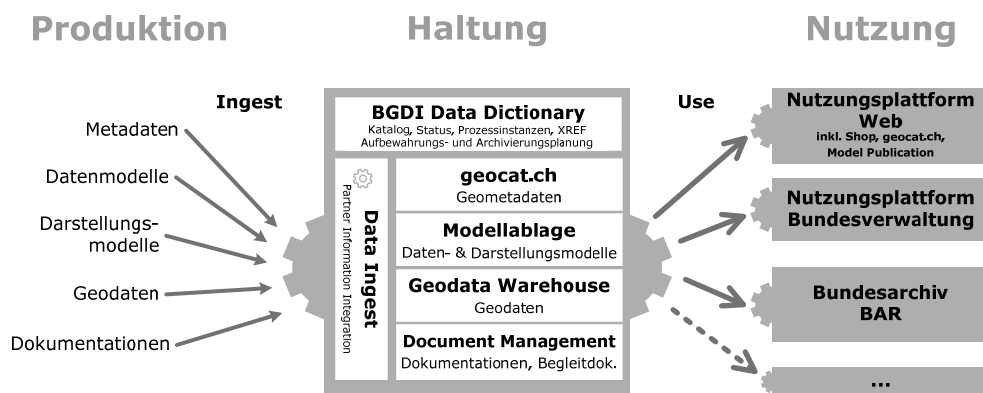 Produktion
Haltung
Nutzung
Ingest
Metadaten
Datenmodelle
Darstellungs-
modelle
Geodaten
Dokumentationen
BGDI Data Dictionary
Katalog, Status, Prozessinstanzen, XREF
Aufbewahrungs- und Archivierungsplanung
Data Ingest
Partner Information Integration
geocat.ch
Geometadaten
Modellablage
Daten- & Darstellungsmodelle
Geodata Warehouse
Geodaten
Document Management
Dokumentationen, Begleitdok.
Use
Nutzungsplattform
Web
inkl. Shop, geocat.ch,
Model Publication
Nutzungsplattform
Bundesverwaltung
Bundesarchiv
BAR
...